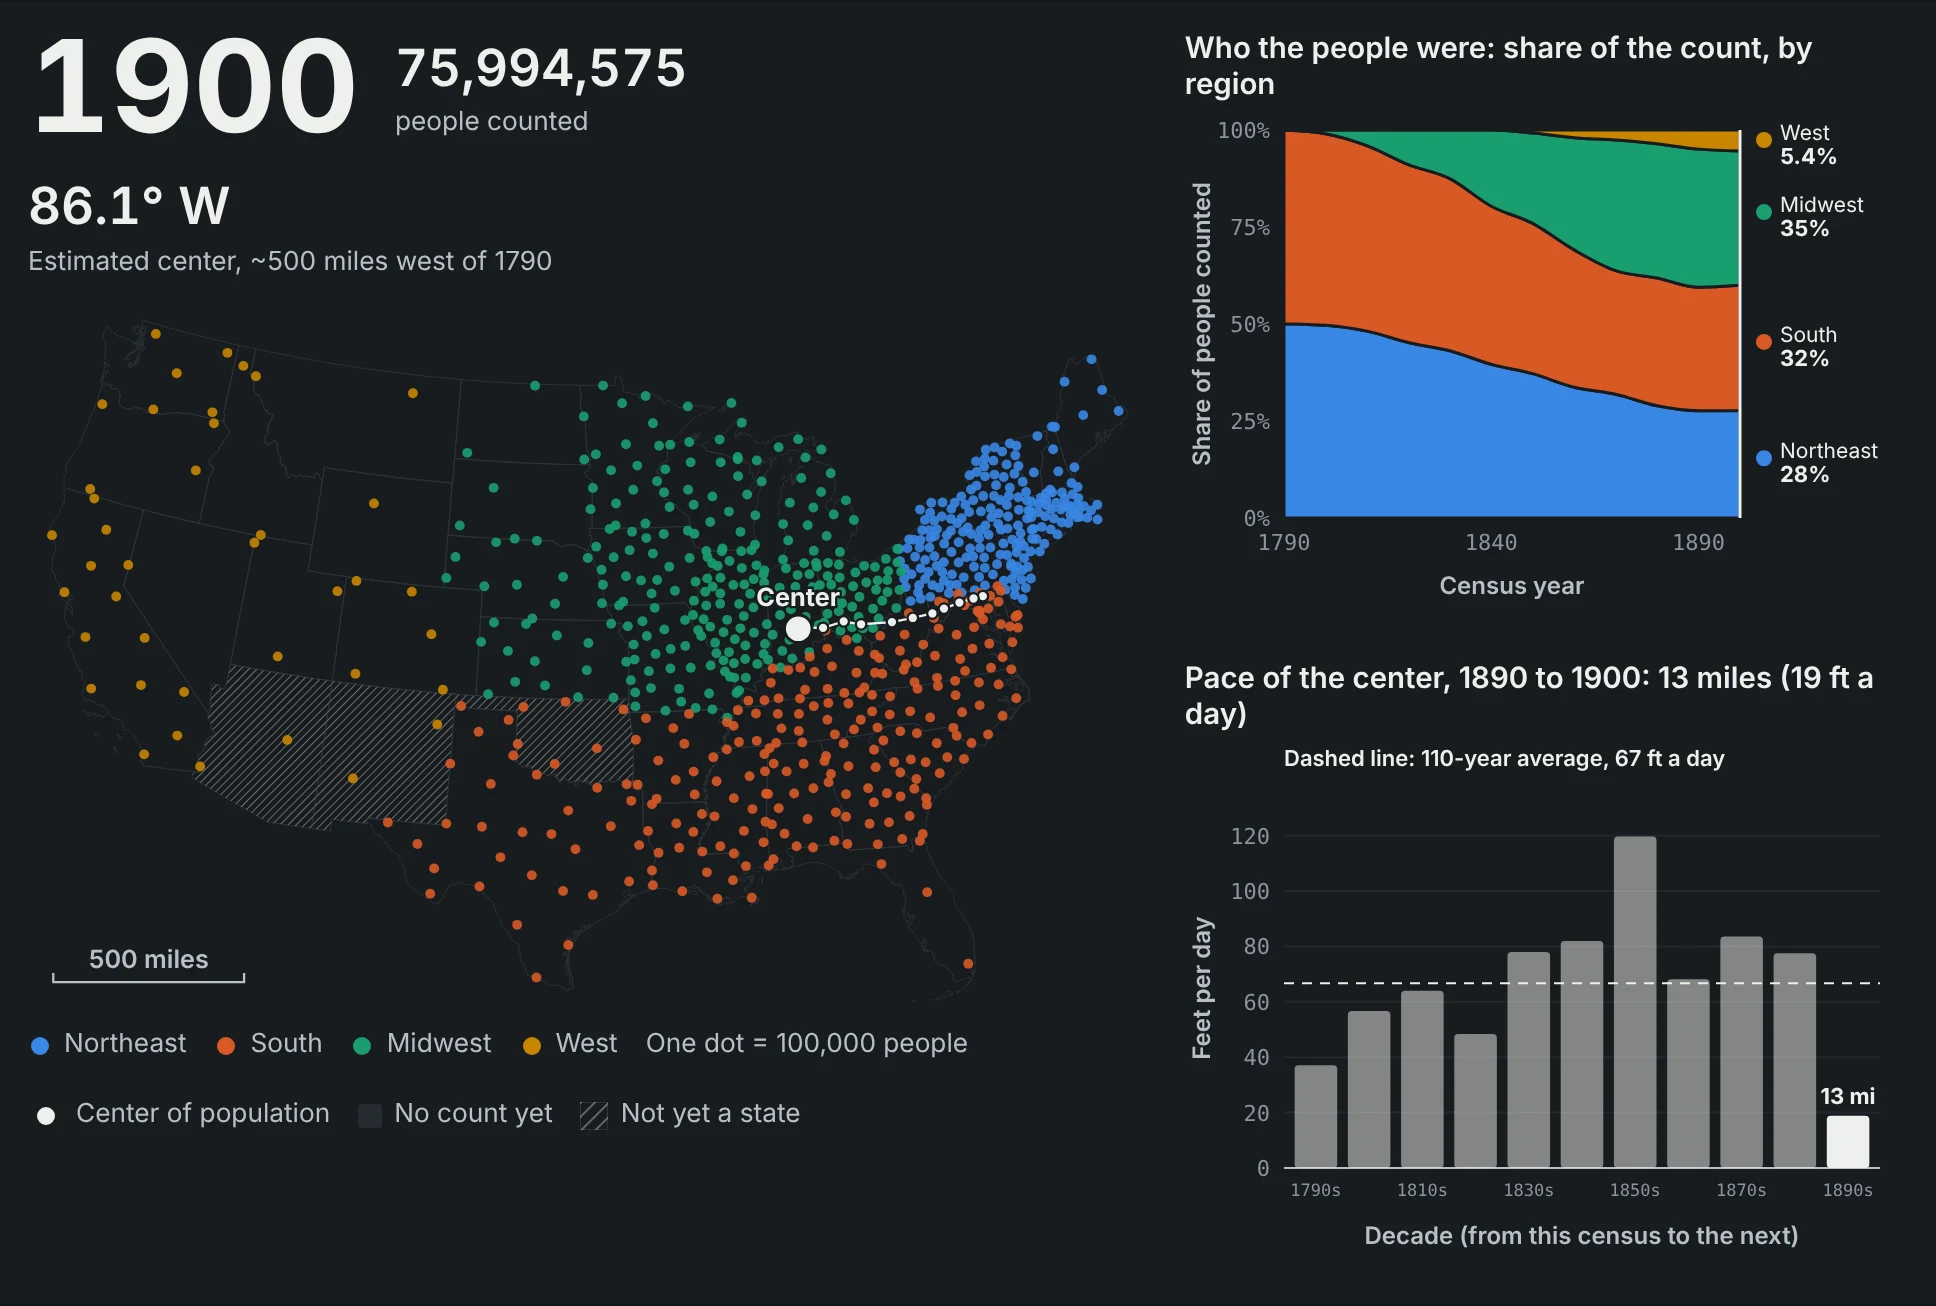 1900
75,994,575
people counted
86.1° W
Estimated center, ~500 miles west of 1790
Center
500 miles
Northeast
South
Midwest
West
One dot = 100,000 people
Center of population
No count yet
Not yet a state
Who the people were: share of the count, by
region
Share of people counted
100%
75%
50%
25%
0%
1790
1840
1890
Census year
West
5.4%
Midwest
35%
South
32%
Northeast
28%
Pace of the center, 1890 to 1900: 13 miles (19 ft a
day)
Dashed line: 110-year average, 67 ft a day
Feet per day
120
100
80
60
40
20
0
13 mi
1790s
1810s
1830s
1850s
1870s
1890s
Decade (from this census to the next)